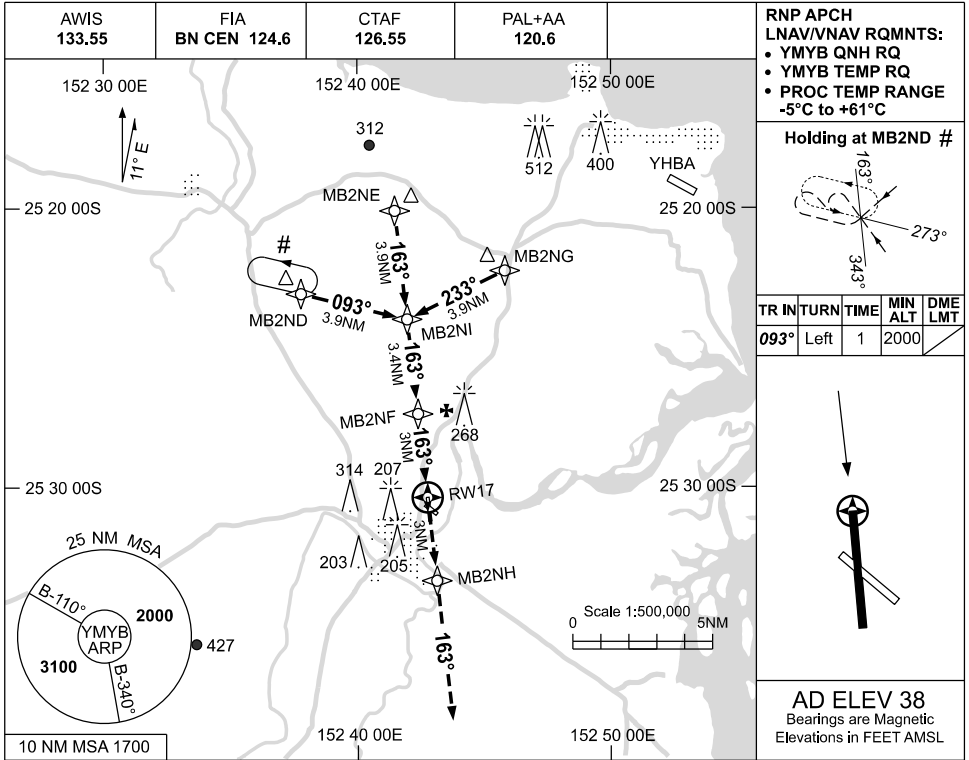 AWIS
133.55
FIA
BN CEN 124.6
CTAF
126.55
PAL+AA
120.6
RNP APCH
LNAV/VNAV RQMNTS:
• YMYB QNH RQ
• YMYB TEMP RQ
• PROC TEMP RANGE
-5°C to +61°C
152 30 00E
152 40 00E
152 50 00E
11° E
312
512
400
YHBA
Holding at MB2ND #
163°
273°
343°
MB2NE
25 20 00S
25 20 00S
#
163°
3.9NM
MB2NG
093°
3.9NM
233°
3.9NM
MB2ND
MB2NI
TR IN
TURN
TIME
MIN ALT
DME LMT
093°
Left
1
2000
163°
3.4NM
MB2NF
268
163°
3NM
314
207
25 30 00S
25 30 00S
RW17
203
205
3NM
MB2NH
25 NM MSA
B-110°
2000
YMYB
ARP
3100
B-340°
427
163°
Scale 1:500,000
0
5NM
10 NM MSA 1700
152 40 00E
152 50 00E
AD ELEV 38
Bearings are Magnetic
Elevations in FEET AMSL